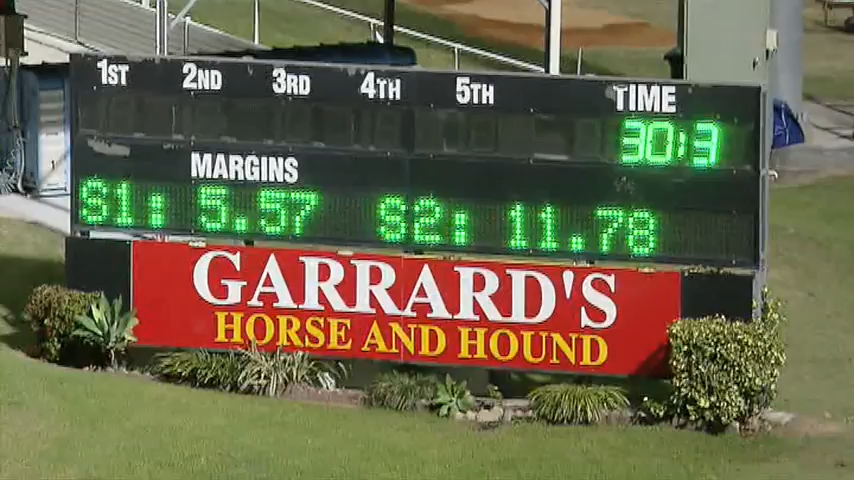 1ST 2ND 3RD 4TH 5TH TIME
30:3
MARGINS
S1: 5.57 S2: 11.78
GARRARD'S
HORSE AND HOUND